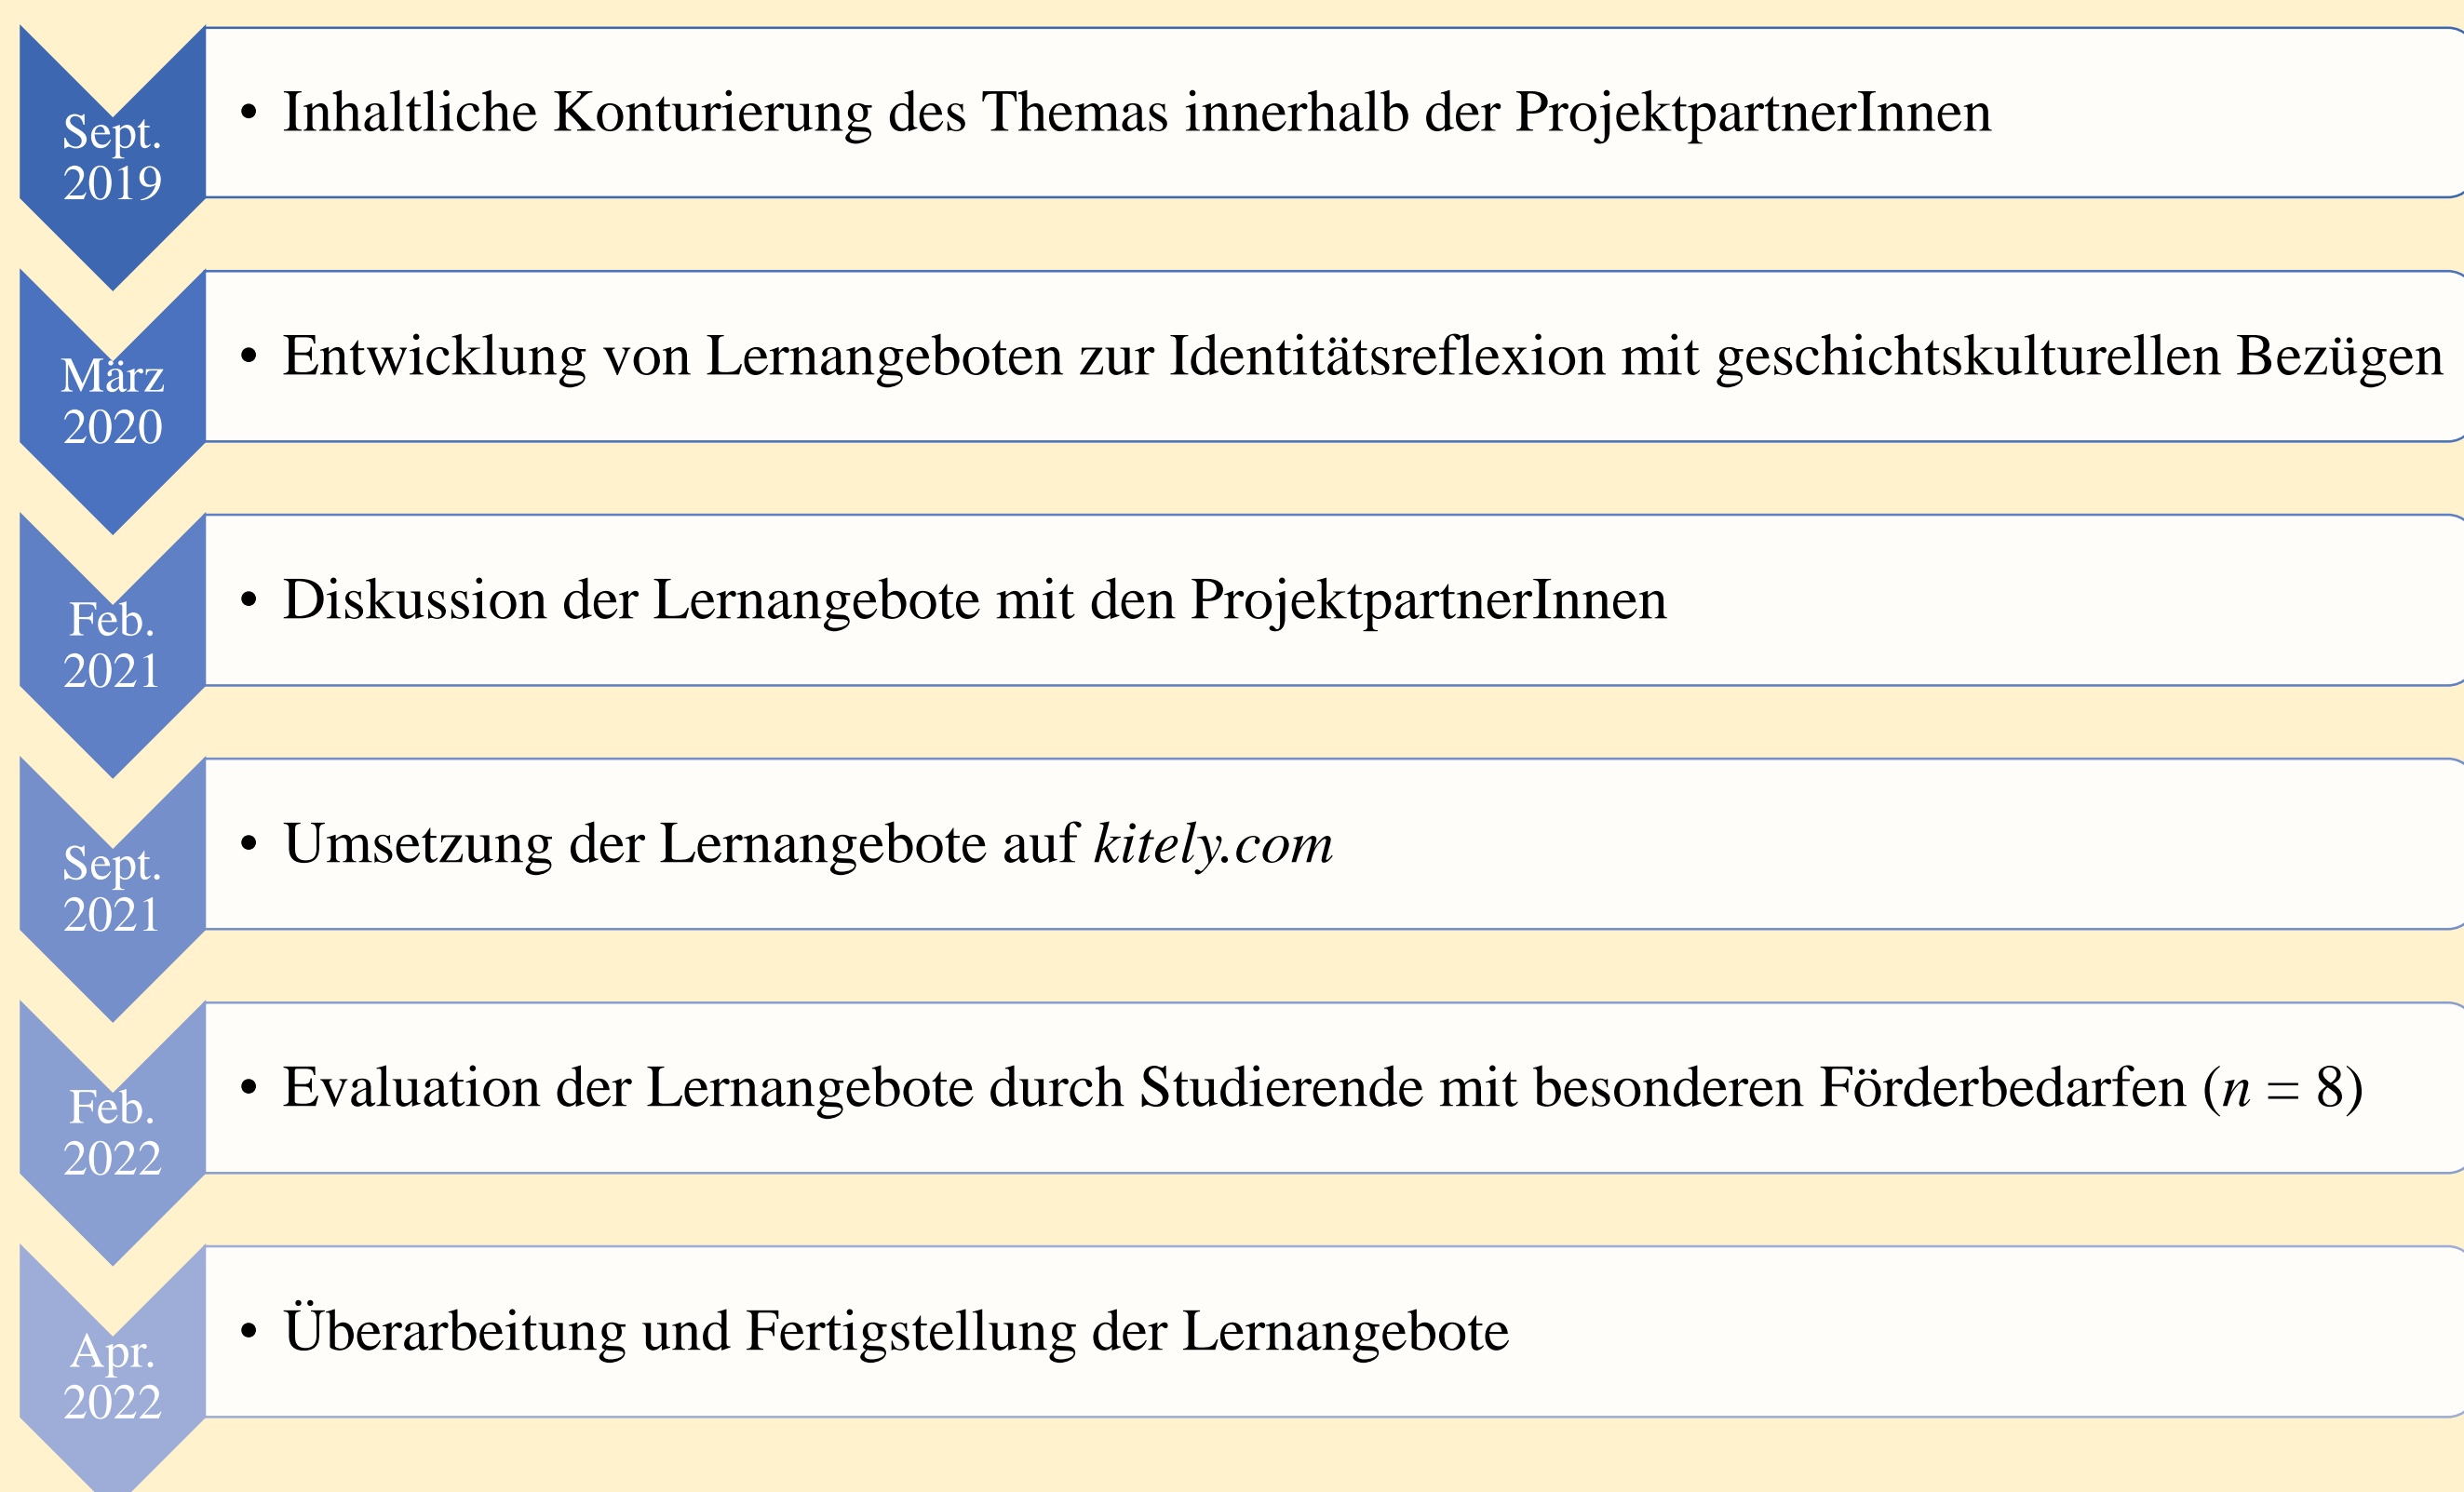 Sept.
2019
• Inhaltliche Konturierung des Themas innerhalb der ProjektpartnerInnen
März
2020
• Entwicklung von Lernangeboten zur Identitätsreflexion mit geschichtskulturellen Bezügen
Feb.
2021
• Diskussion der Lernangebote mit den ProjektpartnerInnen
Sept.
2021
• Umsetzung der Lernangebote auf kitely.com
Feb.
2022
• Evaluation der Lernangebote durch Studierende mit besonderen Förderbedarfen (n = 8)
Apr.
2022
• Überarbeitung und Fertigstellung der Lernangebote